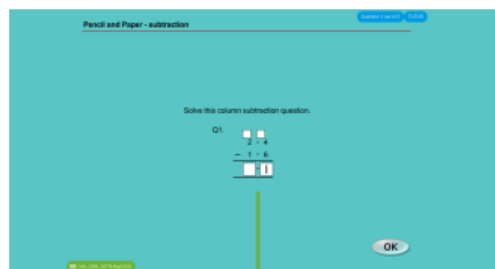 Pencil and Paper - subtraction
Solve this column subtraction question.
Q1.
2 · 4
− 1 · 6
·
OK